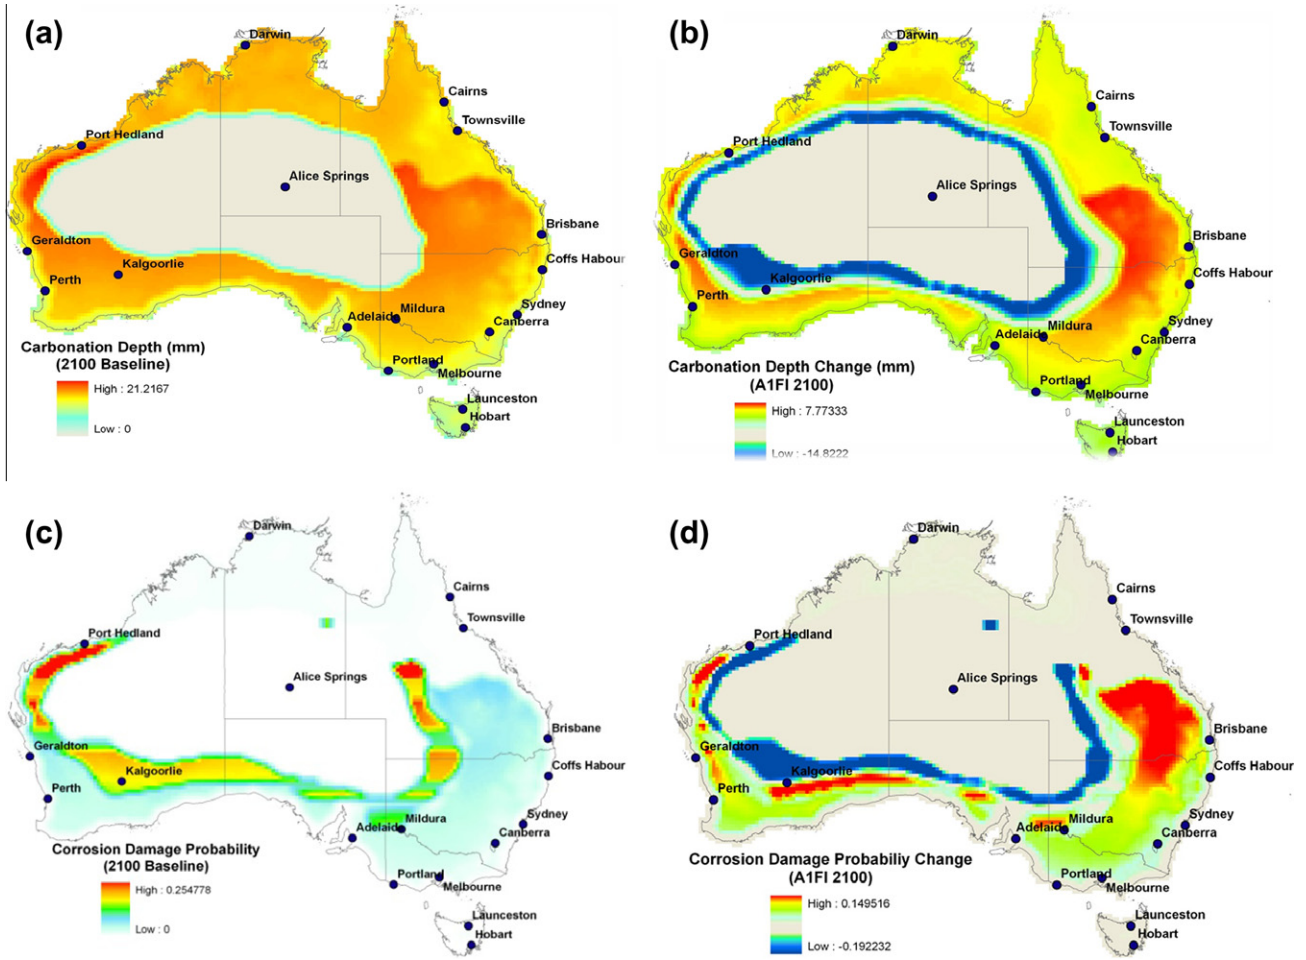 (a)
Darwin
Cairns
Townsville
Port Hedland
Alice Springs
Brisbane
Geraldton
Coffs Habour
Kalgoorlie
Perth
Sydney
Mildura
Adelaide
Canberra
Carbonation Depth (mm)
(2100 Baseline)
Portland
Melbourne
High : 21.2167
Launceston
Hobart
Low : 0
(b)
Darwin
Cairns
Townsville
Port Hedland
Alice Springs
Brisbane
Geraldton
Coffs Habour
Kalgoorlie
Perth
Sydney
Mildura
Adelaide
Canberra
Carbonation Depth Change (mm)
(A1FI 2100)
Portland
Melbourne
High : 7.77333
Launceston
Hobart
Low : -14.8222
(c)
Darwin
Cairns
Townsville
Port Hedland
Alice Springs
Brisbane
Geraldton
Coffs Habour
Kalgoorlie
Perth
Sydney
Mildura
Adelaide
Canberra
Corrosion Damage Probability
(2100 Baseline)
Portland
Melbourne
High : 0.254778
Launceston
Low : 0
Hobart
(d)
Darwin
Cairns
Townsville
Port Hedland
Alice Springs
Brisbane
Geraldton
Coffs Habour
Kalgoorlie
Perth
Sydney
Mildura
Adelaide
Canberra
Corrosion Damage Probabiliy Change
(A1FI 2100)
Portland
Melbourne
High : 0.149516
Launceston
Hobart
Low : -0.192232